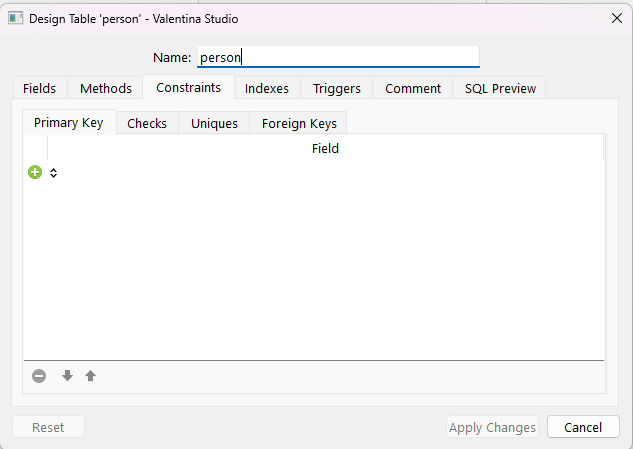 Design Table 'person' - Valentina Studio
Name: person
Fields Methods Constraints Indexes Triggers Comment SQL Preview
Primary Key Checks Uniques Foreign Keys
Field
Reset Apply Changes Cancel